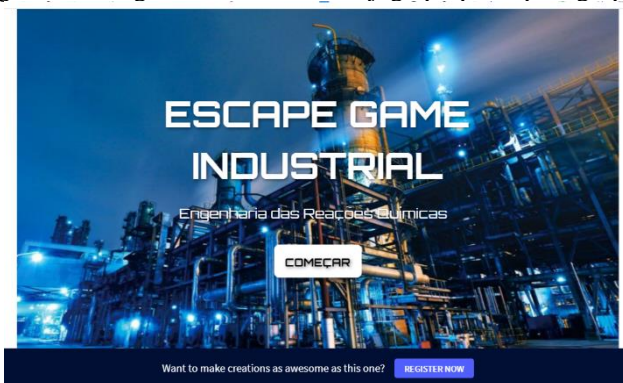 ESCAPE GAME
INDUSTRIAL
Engenharia das Reações Químicas
COMEÇAR
Want to make creations as awesome as this one?
REGISTER NOW